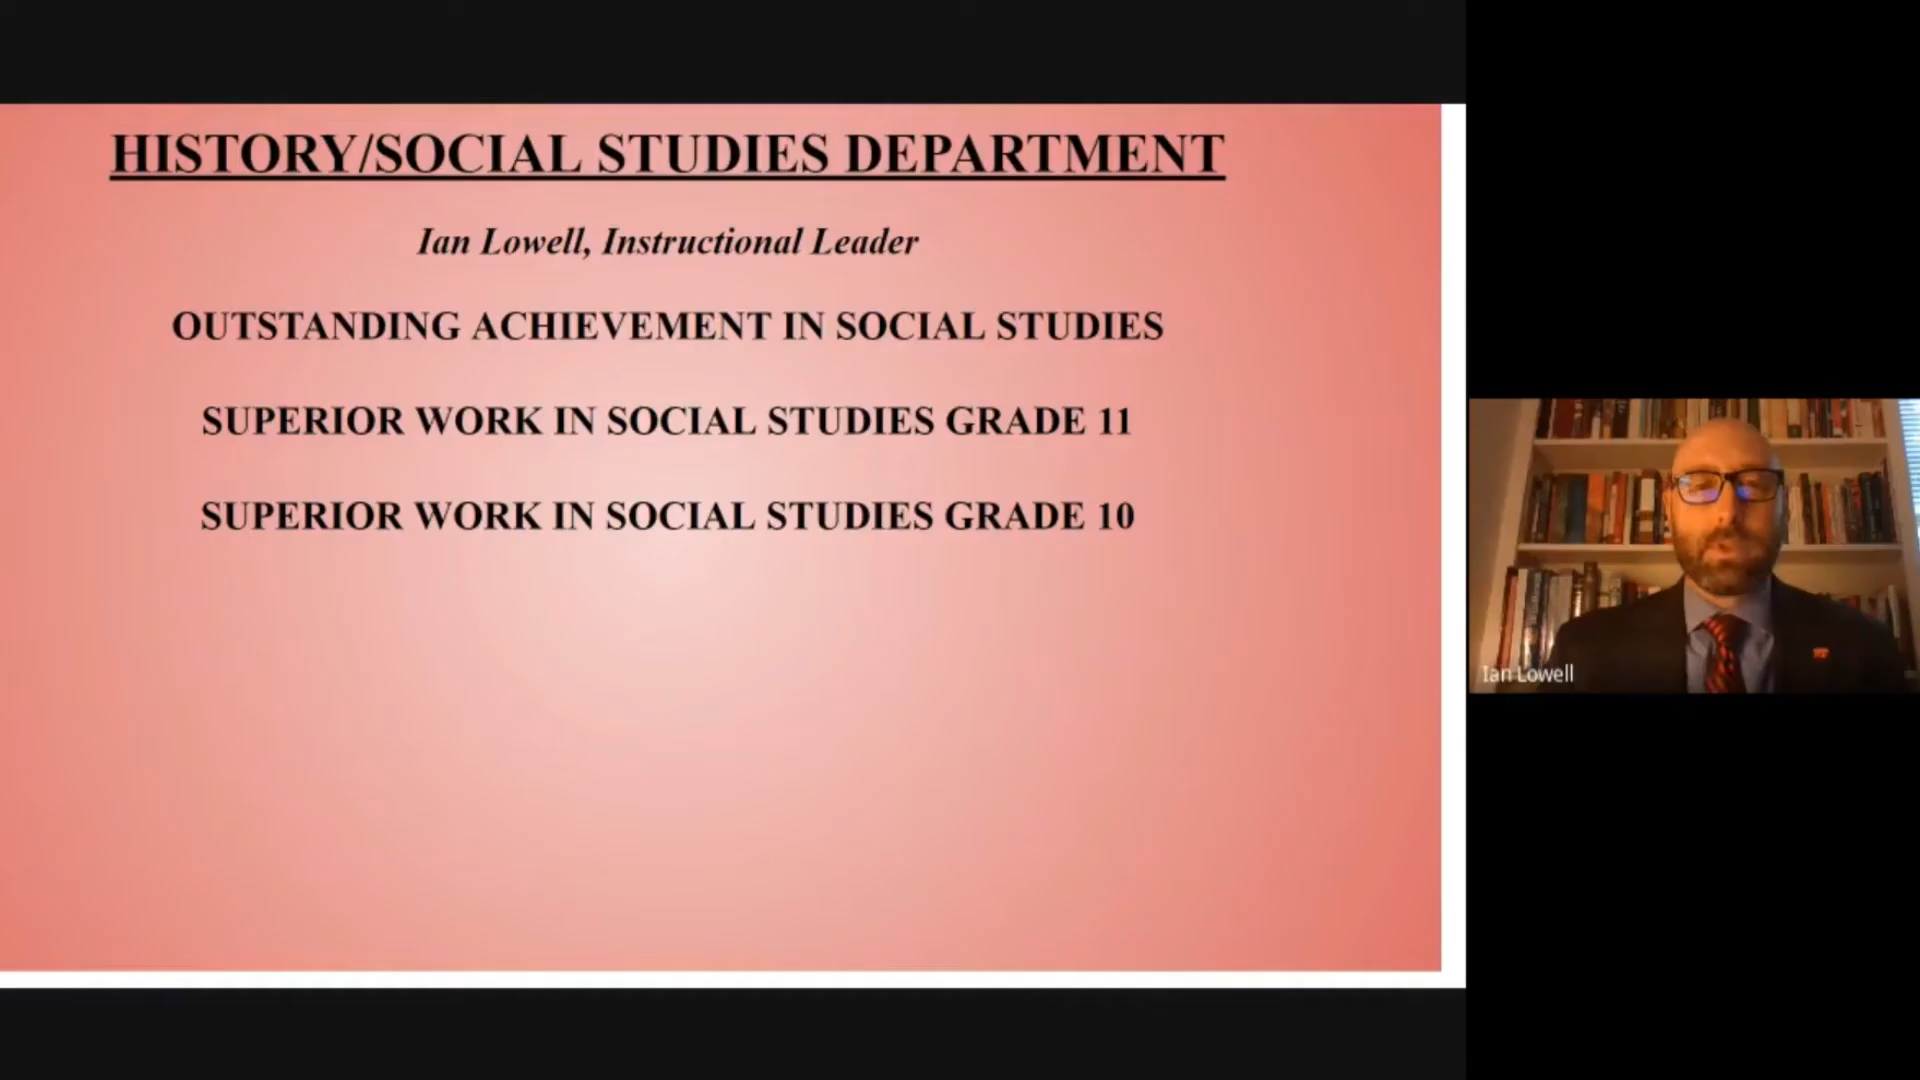 HISTORY/SOCIAL STUDIES DEPARTMENT
Ian Lowell, Instructional Leader
OUTSTANDING ACHIEVEMENT IN SOCIAL STUDIES
SUPERIOR WORK IN SOCIAL STUDIES GRADE 11
SUPERIOR WORK IN SOCIAL STUDIES GRADE 10
Ian Lowell